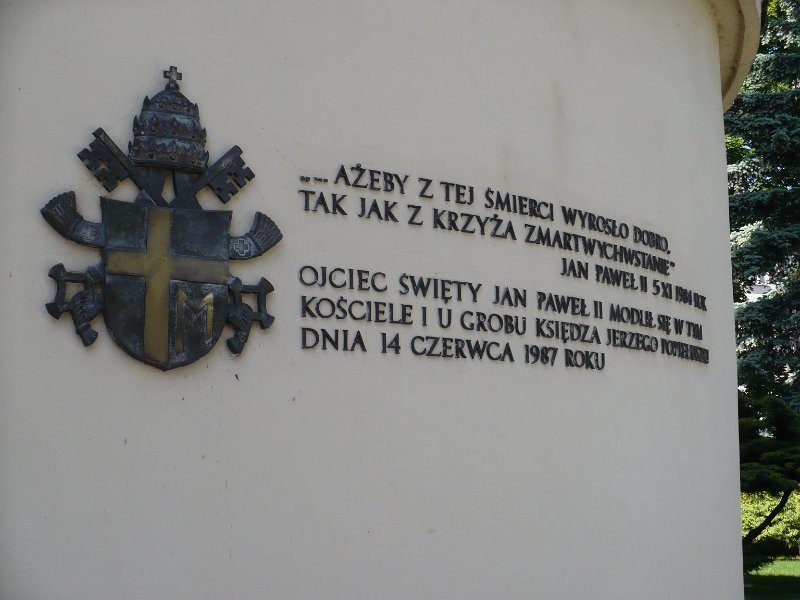 „... AŻEBY Z TEJ ŚMIERCI WYROSŁO DOBRO,
TAK JAK Z KRZYŻA ZMARTWYCHWSTANIE”
JAN PAWEŁ II 5 XI 1984 ROK
OJCIEC ŚWIĘTY JAN PAWEŁ II MODLIŁ SIĘ W TYM
KOŚCIELE I U GROBU KSIĘDZA JERZEGO POPIEŁUSZKI
DNIA 14 CZERWCA 1987 ROKU
M